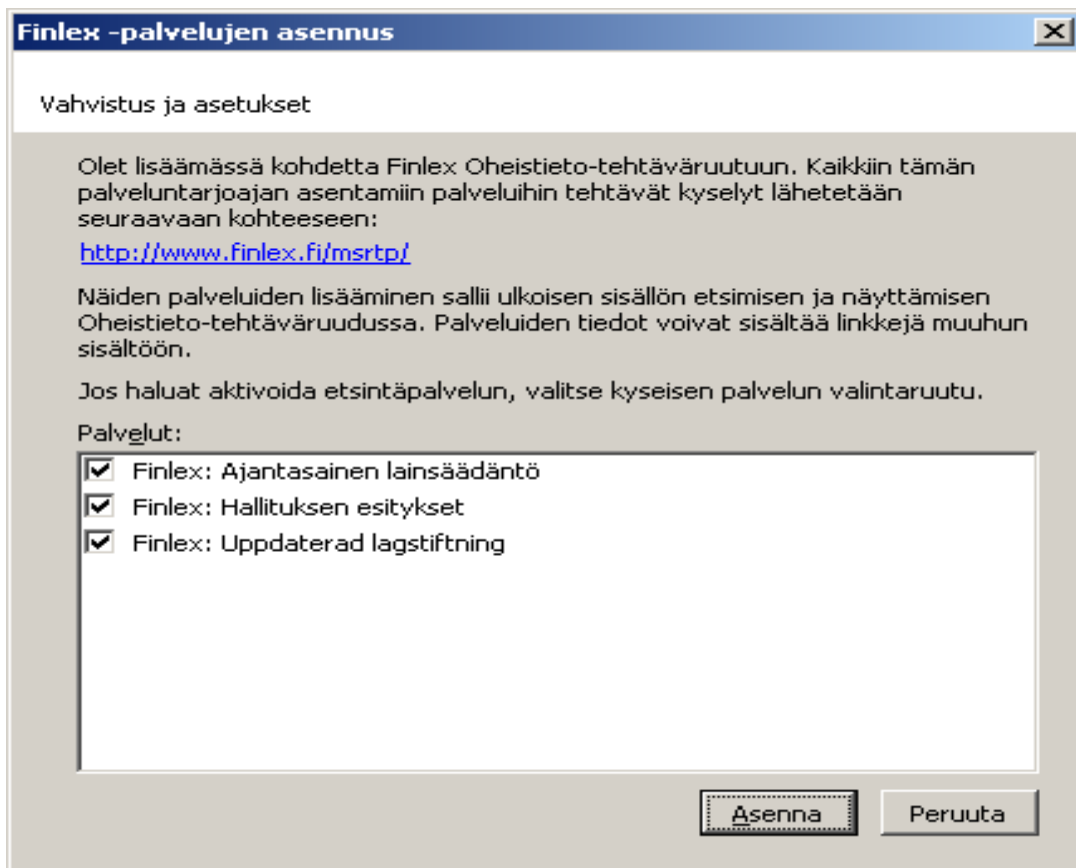 Finlex -palvelujen asennus
Vahvistus ja asetukset
Olet lisäämässä kohdetta Finlex Oheistieto-tehtäväruutuun. Kaikkiin tämän
palveluntarjoajan asentamiin palveluihin tehtävät kyselyt lähetetään
seuraavaan kohteeseen:
http://www.finlex.fi/msrtp/
Näiden palveluiden lisääminen sallii ulkoisen sisällön etsimisen ja näyttämisen
Oheistieto-tehtäväruudussa. Palveluiden tiedot voivat sisältää linkkejä muuhun
sisältöön.
Jos haluat aktivoida etsintäpalvelun, valitse kyseisen palvelun valintaruutu.
Palvelut:
Finlex: Ajantasainen lainsäädäntö
Finlex: Hallituksen esitykset
Finlex: Uppdaterad lagstiftning
Asenna Peruuta